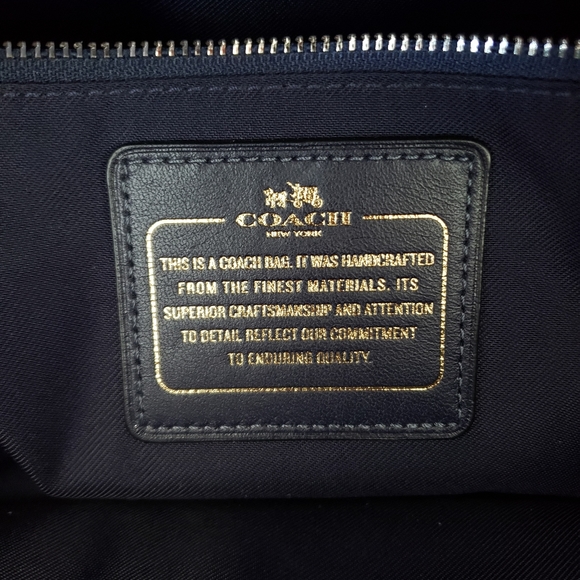 COACH
NEW YORK
THIS IS A COACH BAG. IT WAS HANDCRAFTED
FROM THE FINEST MATERIALS. ITS
SUPERIOR CRAFTSMANSHIP AND ATTENTION
TO DETAIL REFLECT OUR COMMITMENT
TO ENDURING QUALITY.